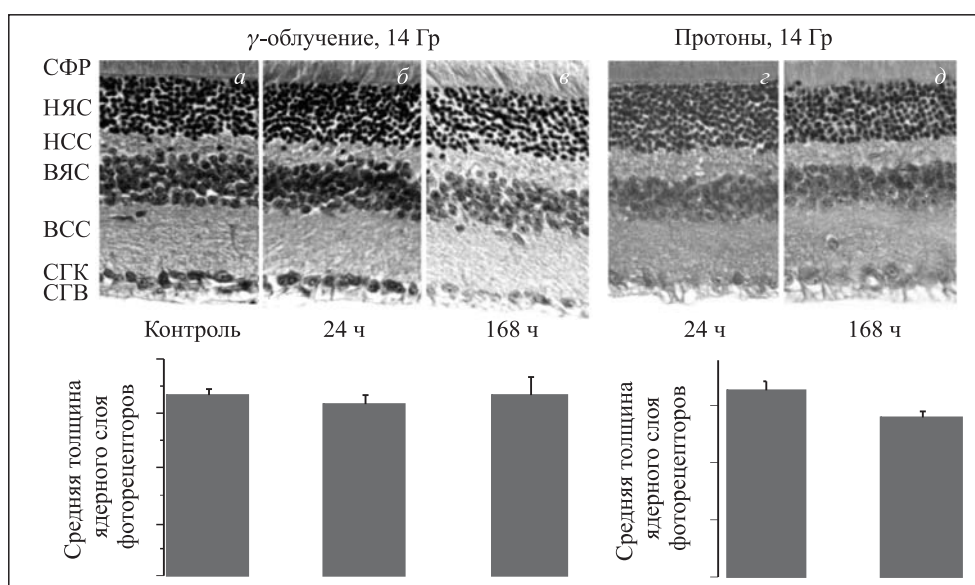 γ-облучение, 14 Гр
Протоны, 14 Гр
СФР
НЯС
НСС
ВЯС
ВСС
СГК
СГВ
а
б
в
г
д
Контроль
24 ч
168 ч
24 ч
168 ч
Средняя толщина
ядерного слоя
фоторецепторов
Средняя толщина
ядерного слоя
фоторецепторов